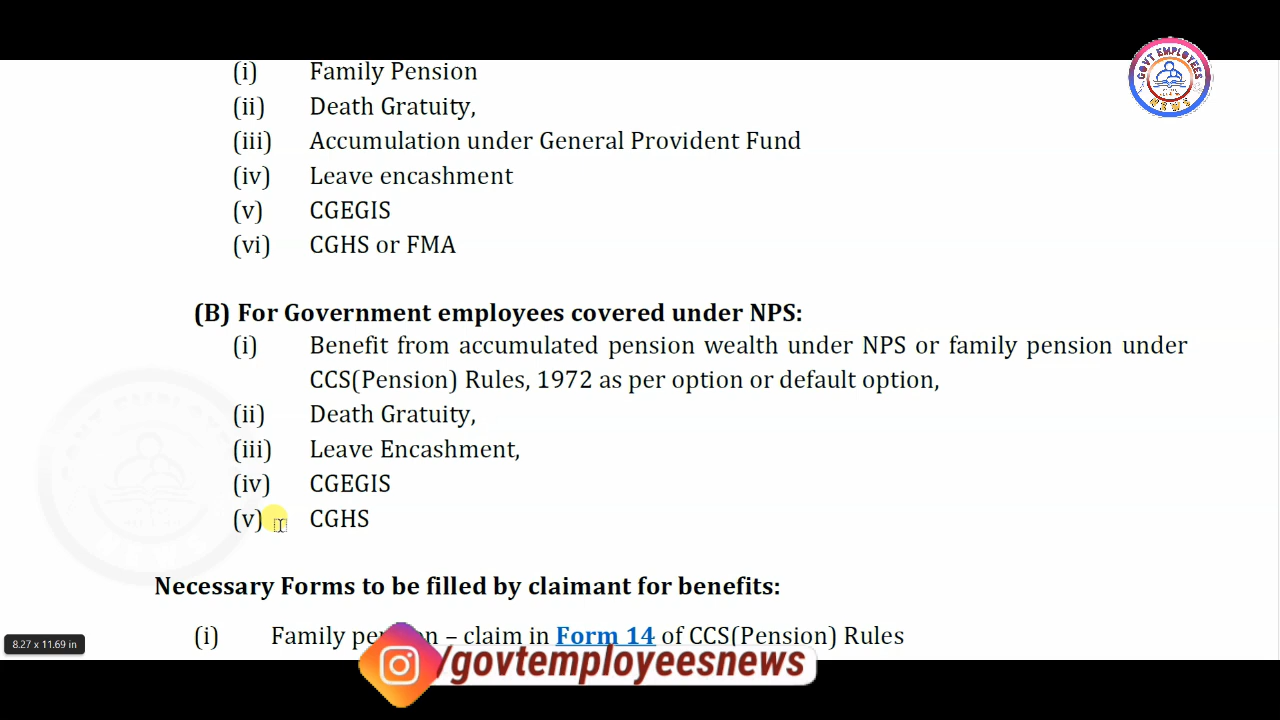 GOVT EMPLOYEES
NEWS
(i) Family Pension
(ii) Death Gratuity,
(iii) Accumulation under General Provident Fund
(iv) Leave encashment
(v) CGEGIS
(vi) CGHS or FMA
(B) For Government employees covered under NPS:
(i) Benefit from accumulated pension wealth under NPS or family pension under
CCS(Pension) Rules, 1972 as per option or default option,
(ii) Death Gratuity,
(iii) Leave Encashment,
(iv) CGEGIS
(v) CGHS
Necessary Forms to be filled by claimant for benefits:
(i) Family – claim in Form 14 of CCS(Pension) Rules
8.27 x 11.69 in
/govtemployeesnews